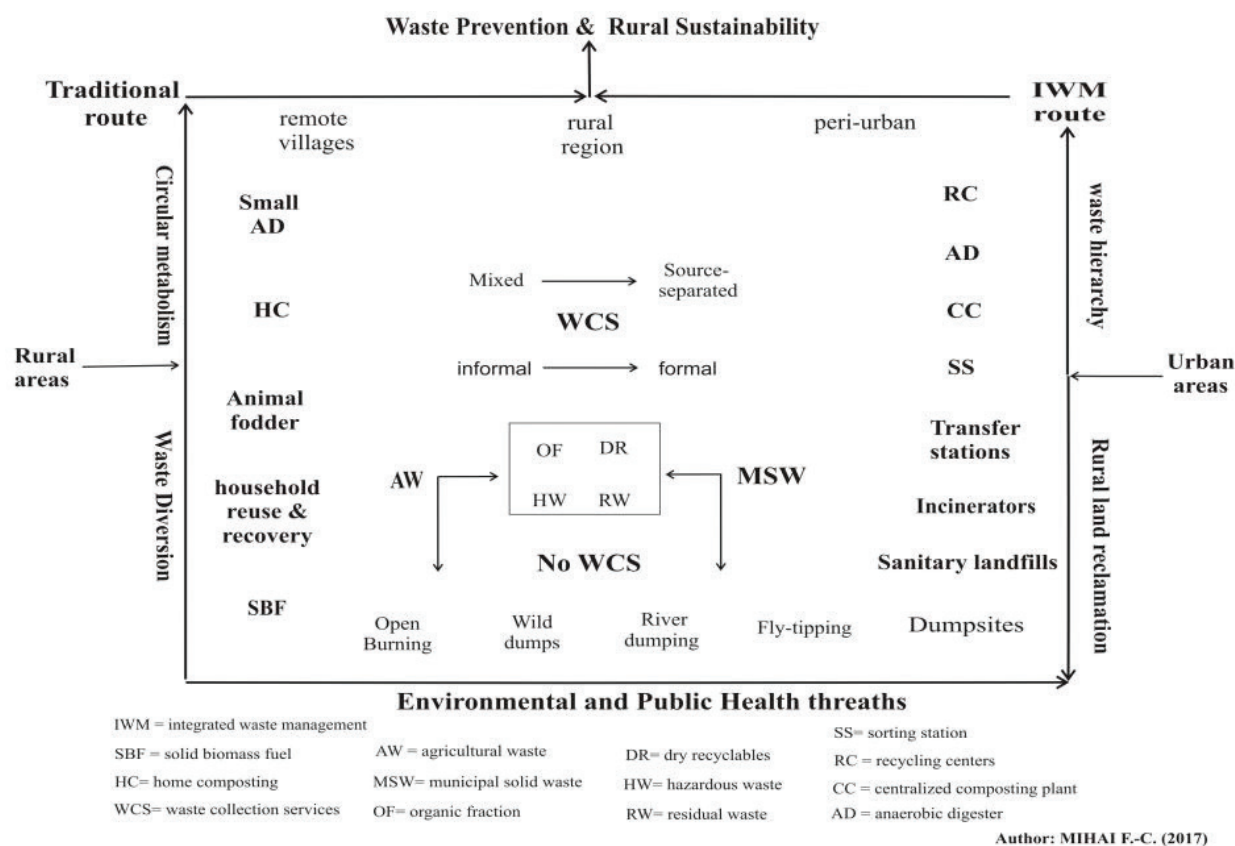 Waste Prevention & Rural Sustainability
Traditional
route
IWM
route
remote
villages
rural
region
peri-urban
Circular metabolism
Small
AD
RC
waste hierarchy
AD
Mixed
Source-
separated
HC
WCS
CC
Rural
areas
informal
formal
SS
Urban
areas
Animal
fodder
Transfer
stations
Waste Diversion
OF
DR
AW
MSW
Rural land reclamation
household
reuse &
recovery
HW
RW
Incinerators
No WCS
Sanitary landfills
SBF
Open
Burning
Wild
dumps
River
dumping
Fly-tipping
Dumpsites
Environmental and Public Health threaths
IWM = integrated waste management
SBF = solid biomass fuel
HC= home composting
WCS= waste collection services
AW = agricultural waste
MSW= municipal solid waste
OF= organic fraction
DR= dry recyclables
HW= hazardous waste
RW= residual waste
SS= sorting station
RC = recycling centers
CC = centralized composting plant
AD = anaerobic digester
Author: MIHAI F.-C. (2017)